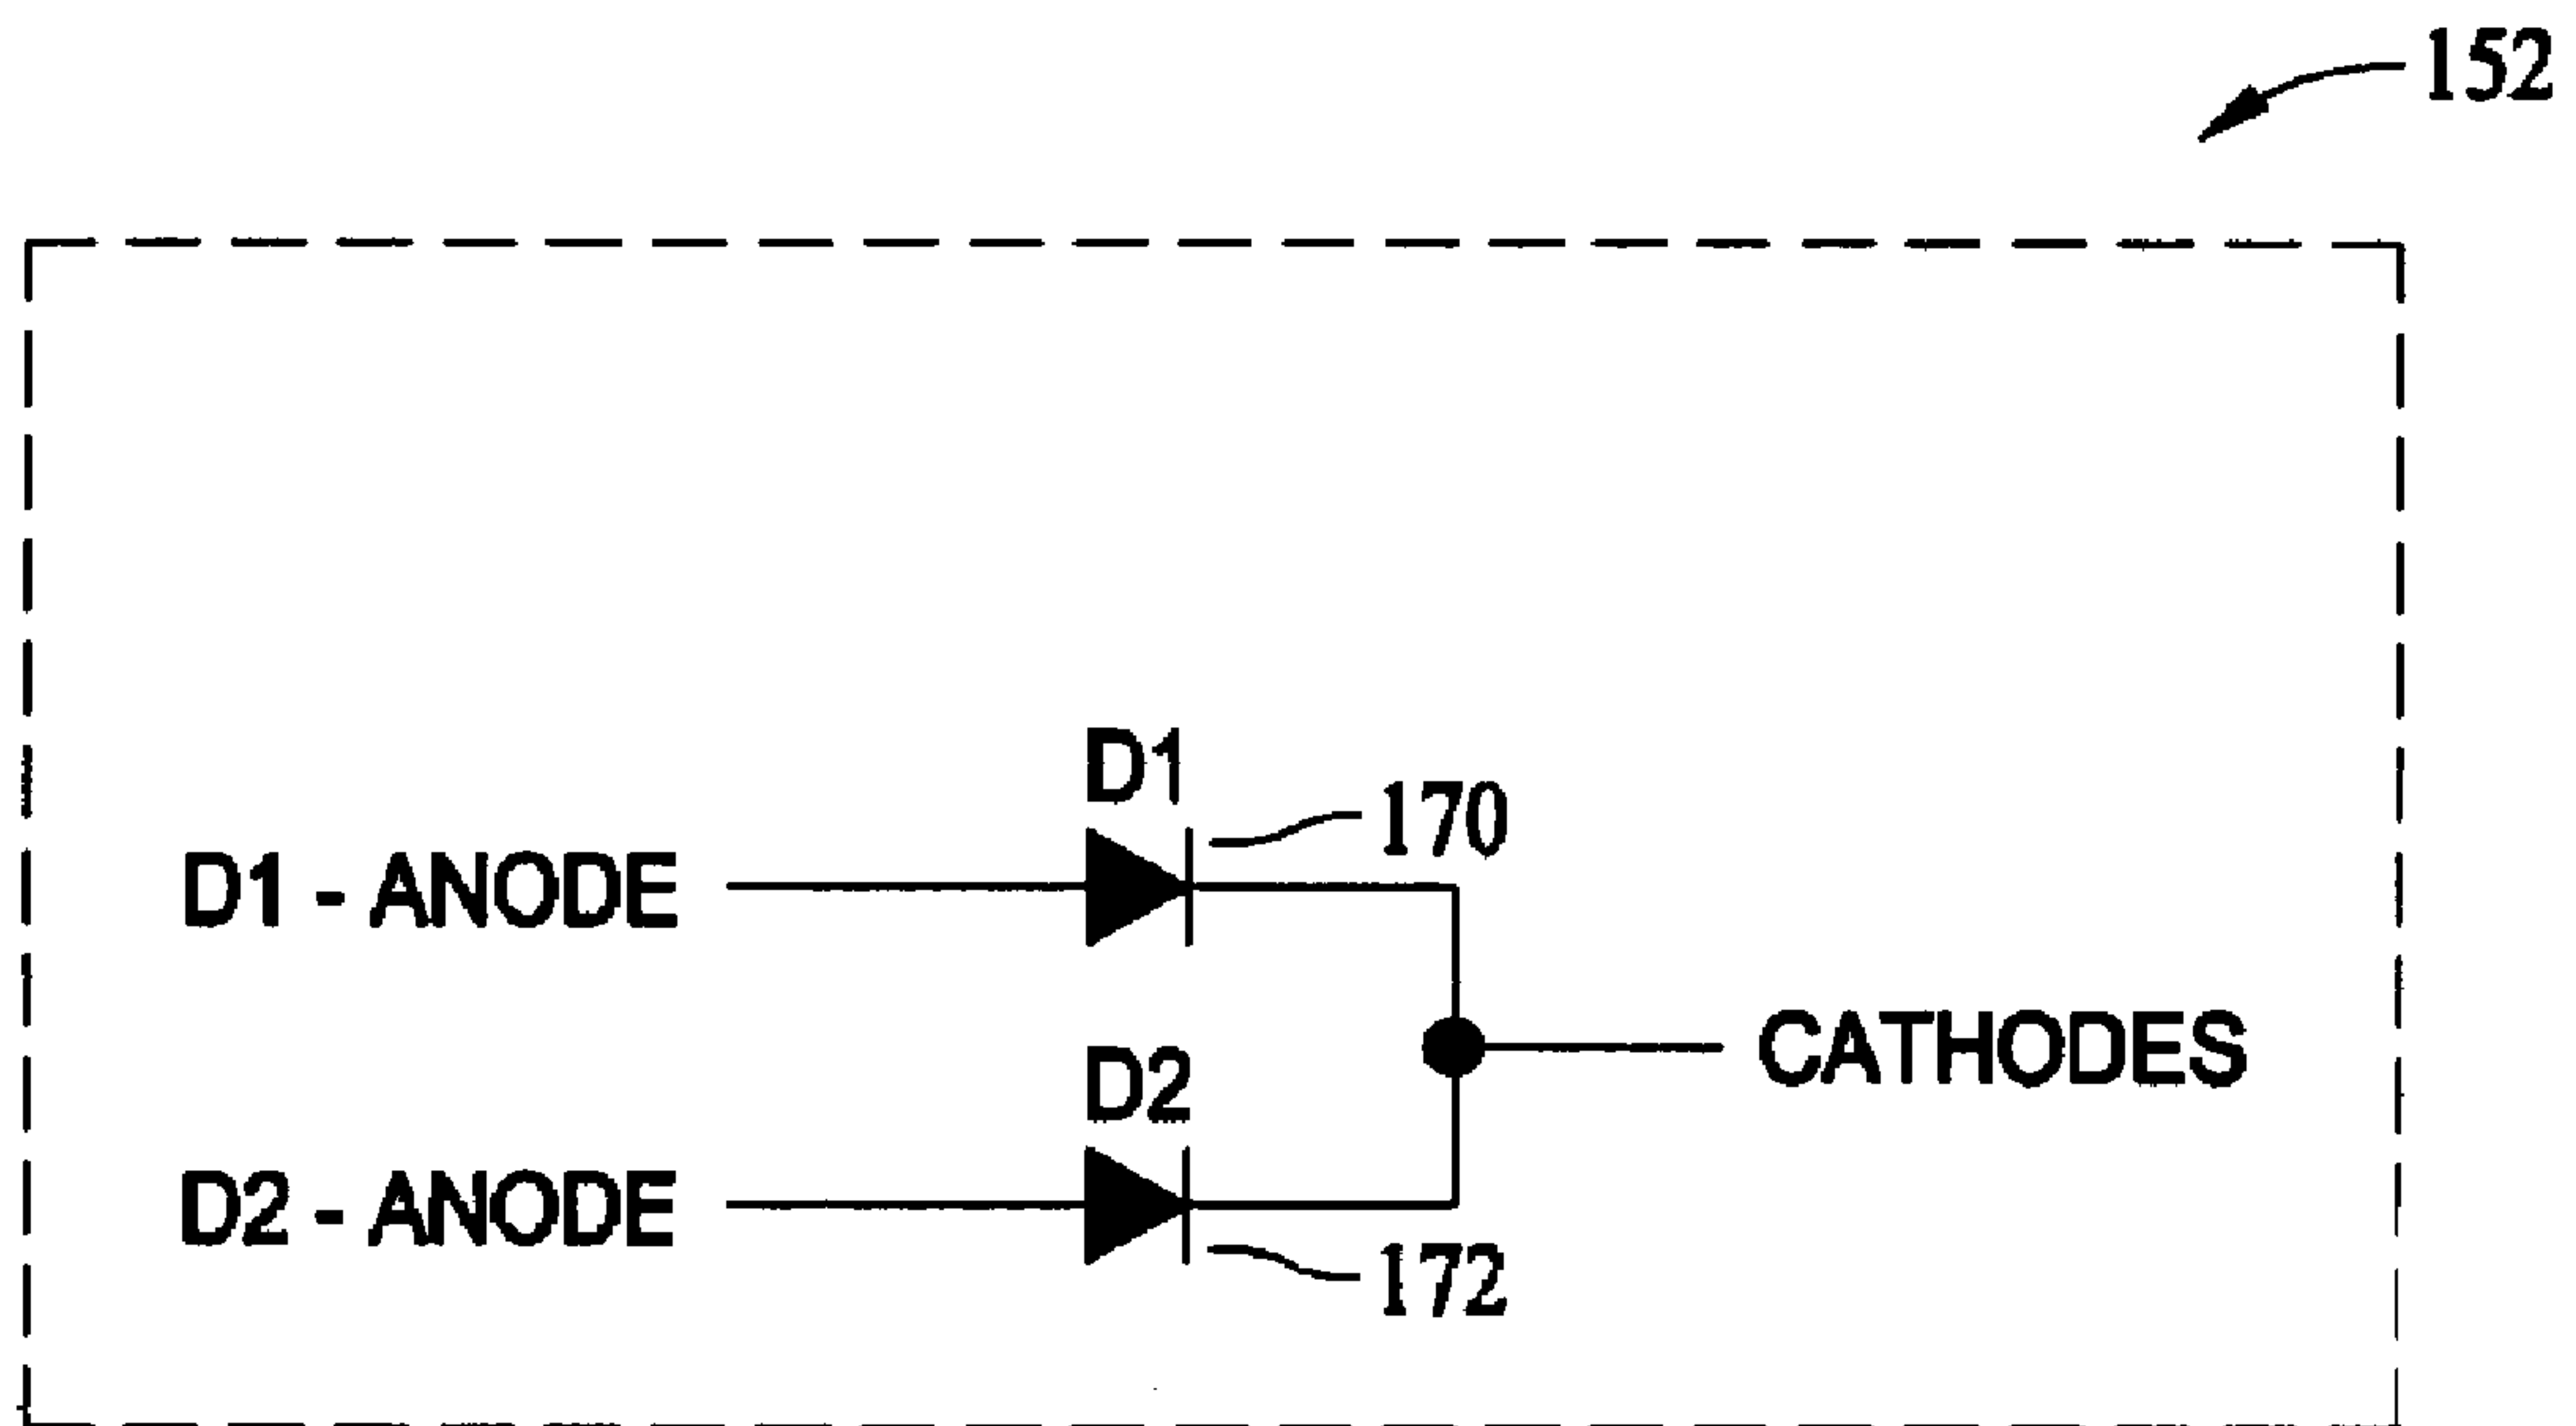 152
D1
170
D1 - ANODE
CATHODES
D2
D2 - ANODE
172